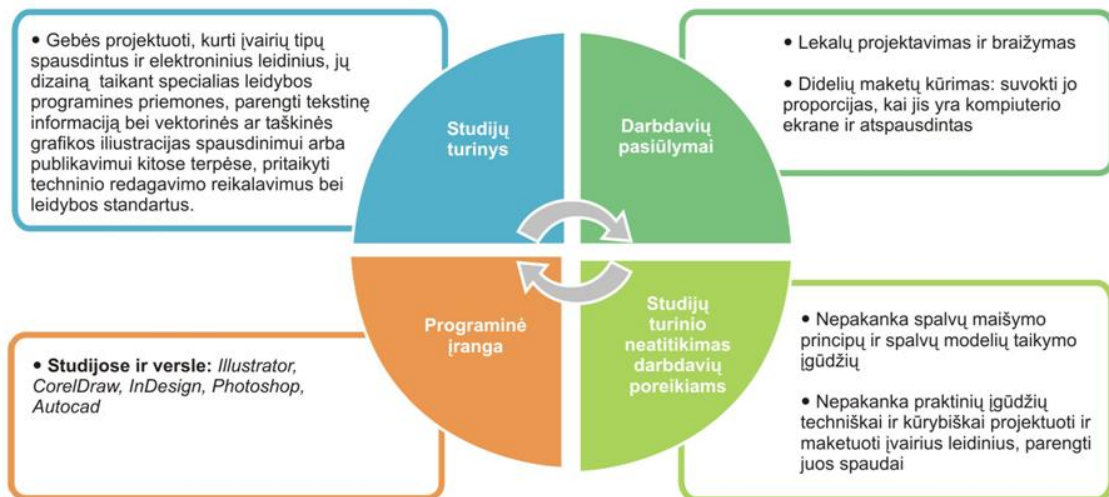 • Gebės projektuoti, kurti įvairių tipų
spausdintus ir elektroninius leidinius, jų
dizainą taikant specialias leidybos
programines priemones, parengti tekstinę
informaciją bei vektorinės ar taškinės
grafikos iliustracijas spausdinimui arba
publikavimui kitose terpėse, pritaikyti
techninio redagavimo reikalavimus bei
leidybos standartus.
Studijų
turinys
Darbdavių
pasiūlymai
• Lekalų projektavimas ir braižymas
• Didelių maketų kūrimas: suvokti jo
proporcijas, kai jis yra kompiuterio
ekrane ir atspausdintas
• Studijose ir versle: Illustrator,
CorelDraw, InDesign, Photoshop,
Autocad
Programinė
įranga
Studijų
turinio
neatitikimas
darbdavių
poreikiams
• Nepakanka spalvų maišymo
principų ir spalvų modelių taikymo
įgūdžių
• Nepakanka praktinių įgūdžių
techniškai ir kūrybiškai projektuoti ir
maketuoti įvairius leidinius, parengti
juos spaudai